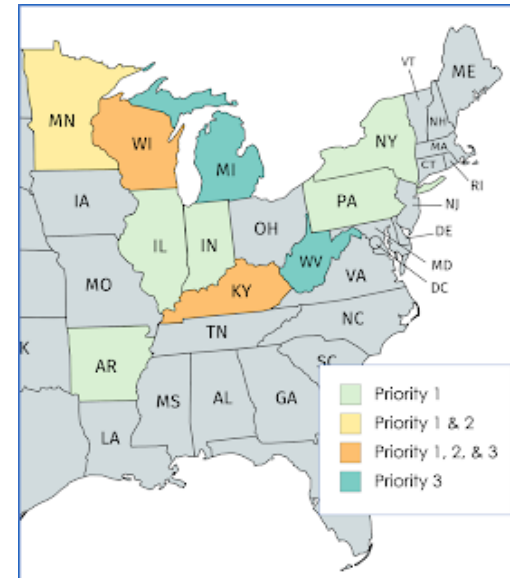 VT
ME
MN
NH
WI
NY
MA
MI
CT
RI
IA
PA
NJ
OH
IL
IN
DE
WV
MD
MO
VA
DC
KY
K
NC
TN
AR
SC
MS
AL
GA
LA
Priority 1
Priority 1 & 2
Priority 1, 2, & 3
Priority 3